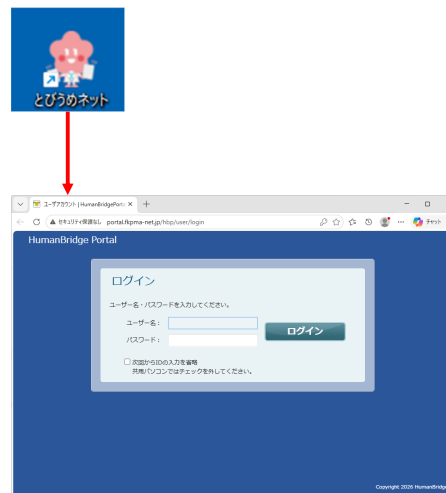 とびうめネット
ユーザアカウント | HumanBridgePort:
セキュリティ保護なし portal.fkpma-net.jp/hbp/user/login
チャット
HumanBridge Portal
ログイン
ユーザー名・パスワードを入力してください。
ユーザー名：
パスワード：
ログイン
次回からIDの入力を省略
共用パソコンではチェックを外してください。
Copyright 2026 HumanBridge